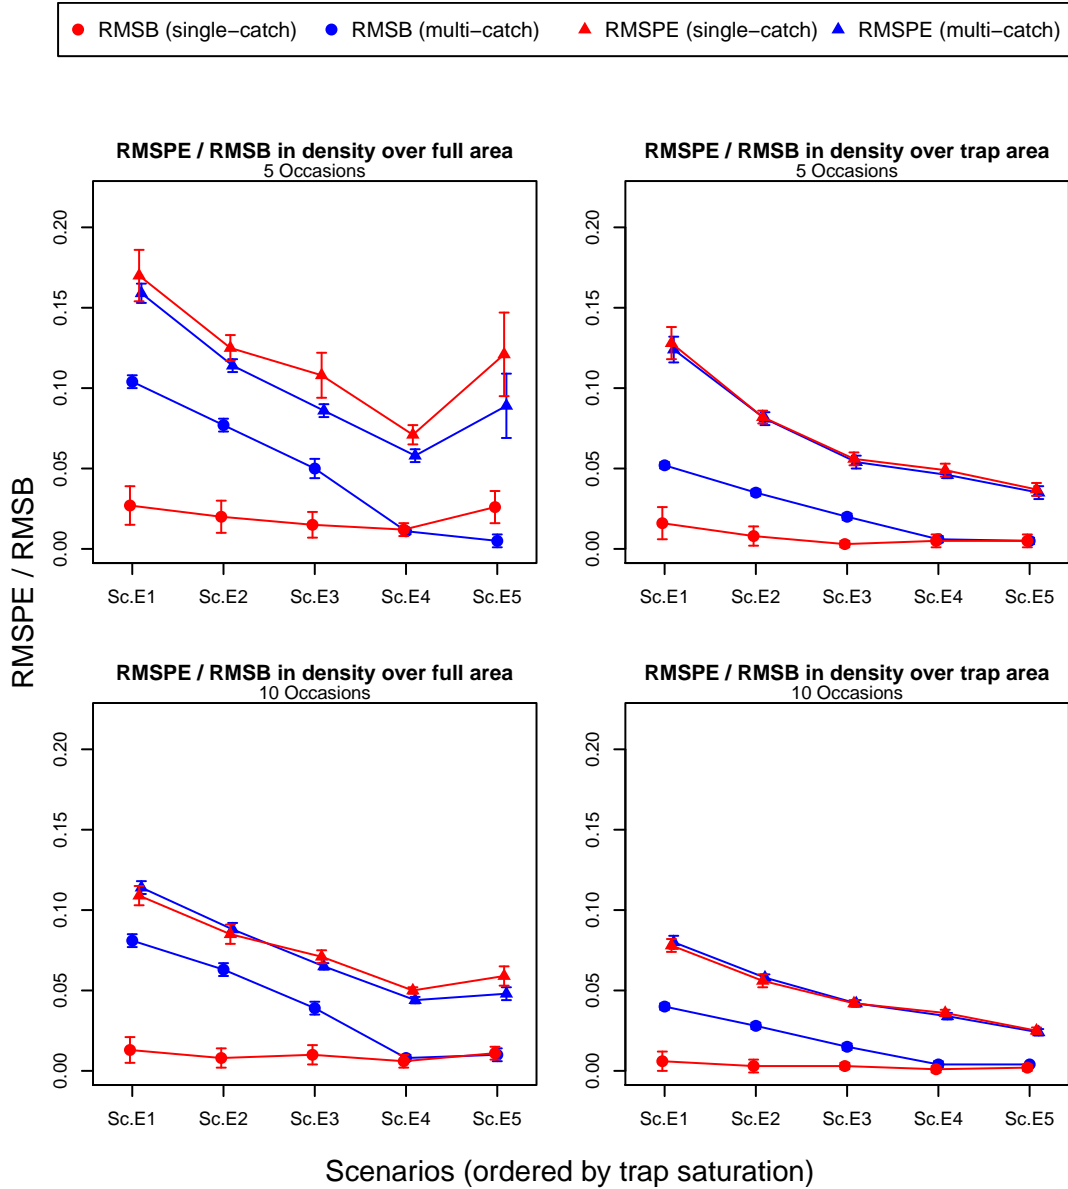 RMSB (single−catch) RMSB (multi−catch) RMSPE (single−catch) RMSPE (multi−catch)
RMSPE / RMSB
RMSPE / RMSB in density over full area
5 Occasions
0.20
0.15
0.10
0.05
0.00
Sc.E1 Sc.E2 Sc.E3 Sc.E4 Sc.E5
RMSPE / RMSB in density over trap area
5 Occasions
0.20
0.15
0.10
0.05
0.00
Sc.E1 Sc.E2 Sc.E3 Sc.E4 Sc.E5
RMSPE / RMSB in density over full area
10 Occasions
0.20
0.15
0.10
0.05
0.00
Sc.E1 Sc.E2 Sc.E3 Sc.E4 Sc.E5
RMSPE / RMSB in density over trap area
10 Occasions
0.20
0.15
0.10
0.05
0.00
Sc.E1 Sc.E2 Sc.E3 Sc.E4 Sc.E5
Scenarios (ordered by trap saturation)